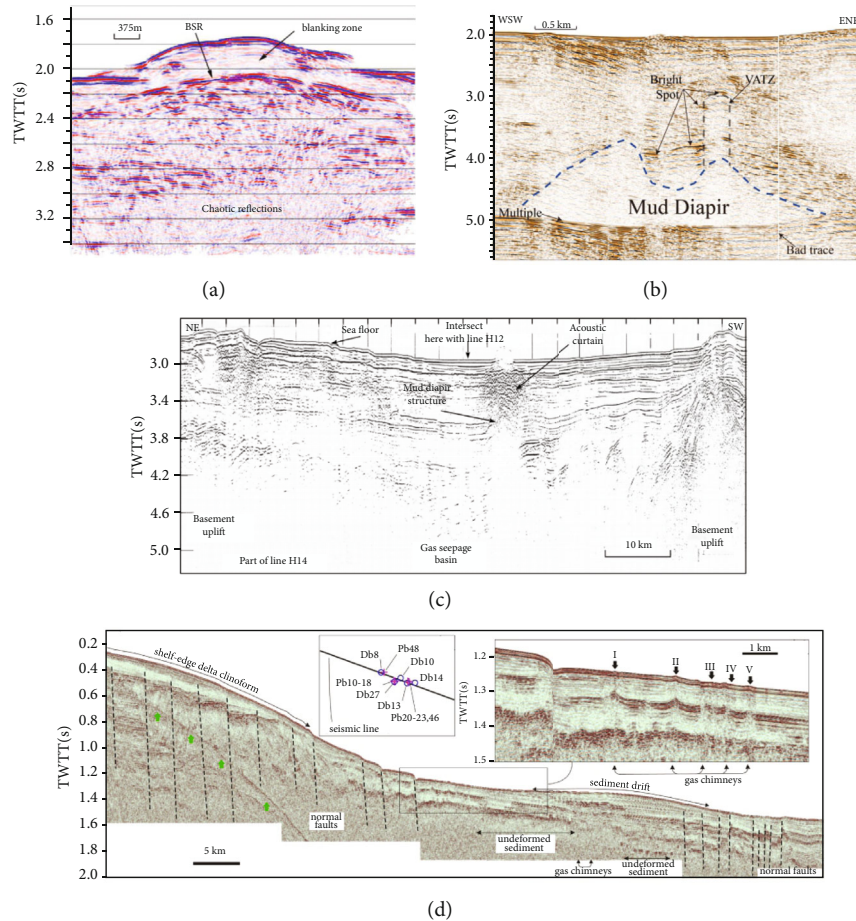 375m
BSR
blanking zone
TWTT(s)
1.6
2.0
2.4
2.8
3.2
Chaotic reflections
(a)
WSW
0.5 km
TWTT(s)
2.0
3.0
4.0
5.0
Bright
Spot
VATZ
Mud Diapir
Multiple
Bad trace
(b)
NE
Sea floor
Intersect
here with line H12
Acoustic
curtain
SW
TWTT(s)
3.0
3.4
3.8
4.2
4.6
5.0
Mud diapir
structure
Basement
uplift
Part of line H14
Gas seepage
basin
10 km
Basement
uplift
(c)
TWTT(s)
0.2
0.4
0.6
0.8
1.0
1.2
1.4
1.6
1.8
2.0
shelf-edge delta clinoform
Db8
Pb48
Db10
Pb10-18
Db14
Db27
Db13
seismic line
Pb20-23,46
1 km
I
II
III
IV
V
TWTT(s)
1.2
1.3
1.4
1.5
gas chimneys
sediment drift
normal
faults
undeformed
sediment
gas chimneys
undeformed
sediment
normal faults
5 km
(d)